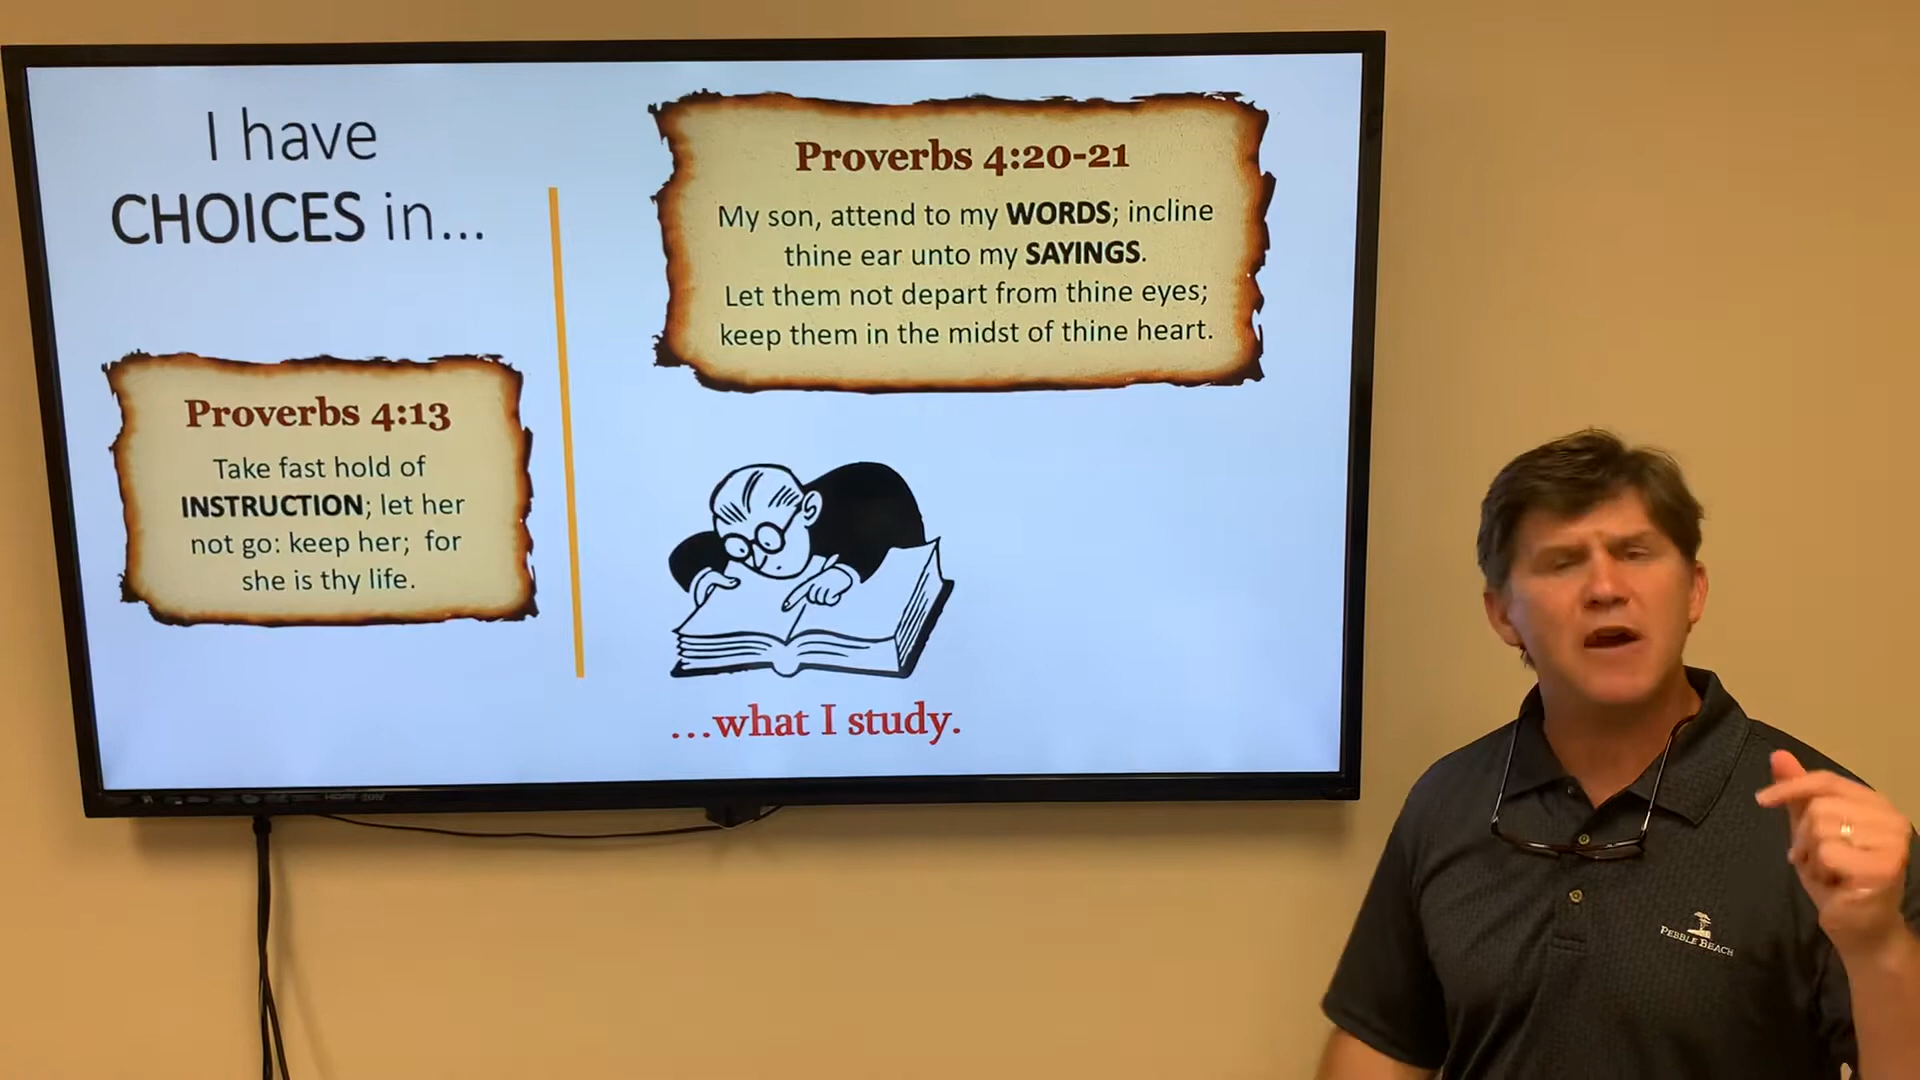 I have
CHOICES in...
Proverbs 4:13
Take fast hold of
INSTRUCTION; let her
not go: keep her; for
she is thy life.
Proverbs 4:20-21
My son, attend to my WORDS; incline
thine ear unto my SAYINGS.
Let them not depart from thine eyes;
keep them in the midst of thine heart.
...what I study.
PEBBLE BEACH